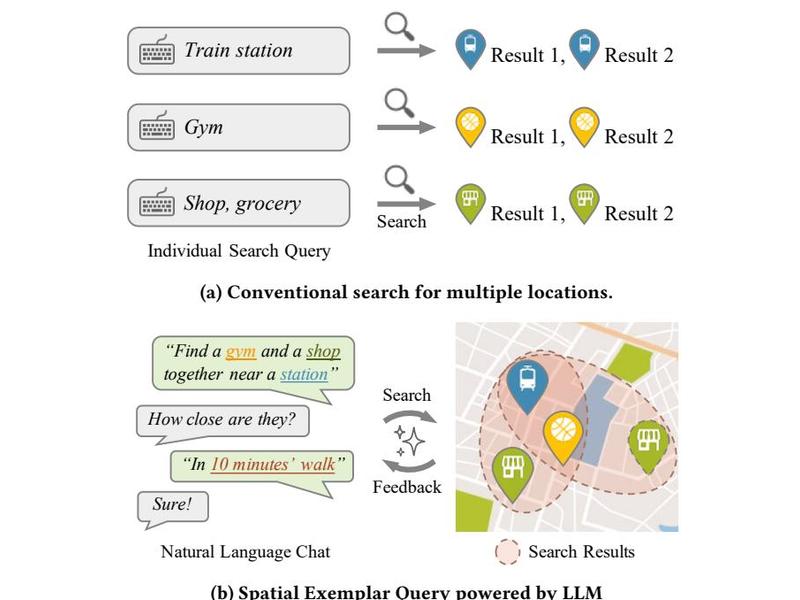 Train station
Result 1, Result 2
Gym
Result 1, Result 2
Shop, grocery
Search
Result 1, Result 2
Individual Search Query
(a) Conventional search for multiple locations.
“Find a gym and a shop
together near a station”
How close are they?
“In 10 minutes’ walk”
Sure!
Natural Language Chat
Search
Feedback
Search Results
(b) Spatial Exemplar Query powered by LLM